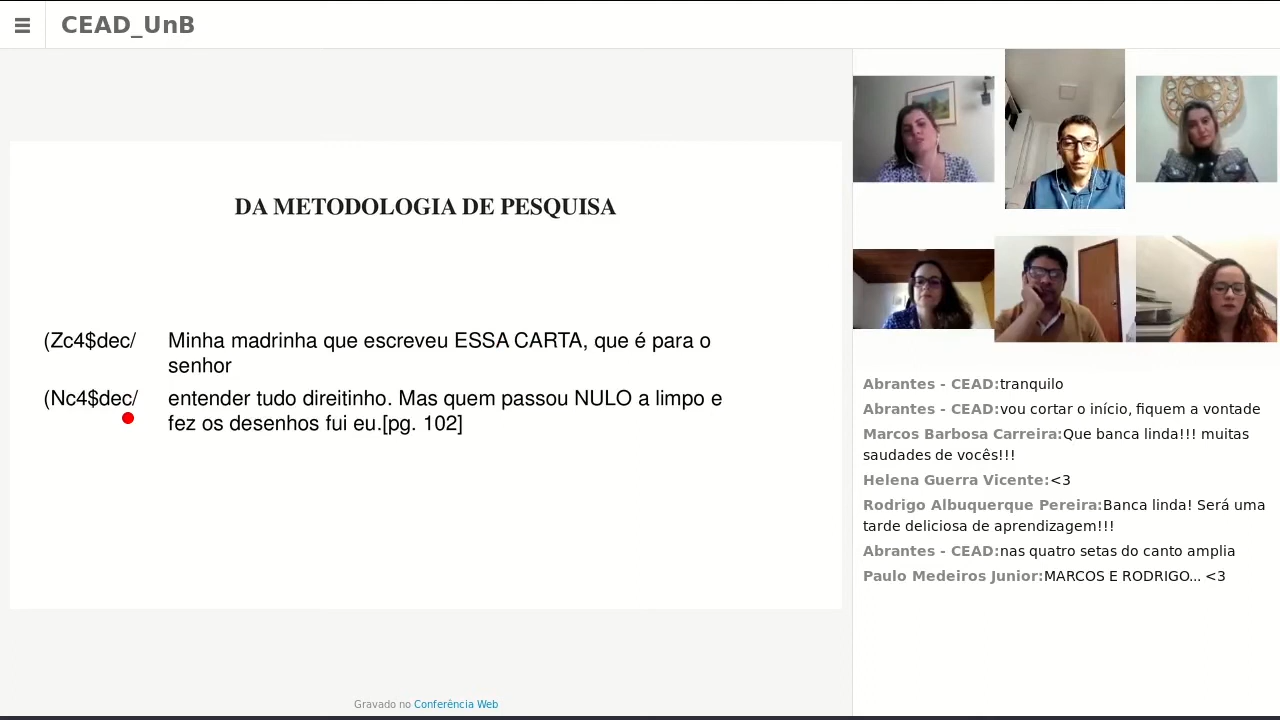 CEAD_UnB
DA METODOLOGIA DE PESQUISA
(Zc4$dec/ Minha madrinha que escreveu ESSA CARTA, que é para o
senhor
(Nc4$dec/ entender tudo direitinho. Mas quem passou NULO a limpo e
fez os desenhos fui eu.[pg. 102]
Gravado no Conferência Web
Abrantes - CEAD:tranquilo
Abrantes - CEAD:vou cortar o início, fiquem a vontade
Marcos Barbosa Carreira:Que banca linda!!! muitas
saudades de vocês!!!
Helena Guerra Vicente:<3
Rodrigo Albuquerque Pereira:Banca linda! Será uma
tarde deliciosa de aprendizagem!!!
Abrantes - CEAD:nas quatro setas do canto amplia
Paulo Medeiros Junior:MARCOS E RODRIGO... <3